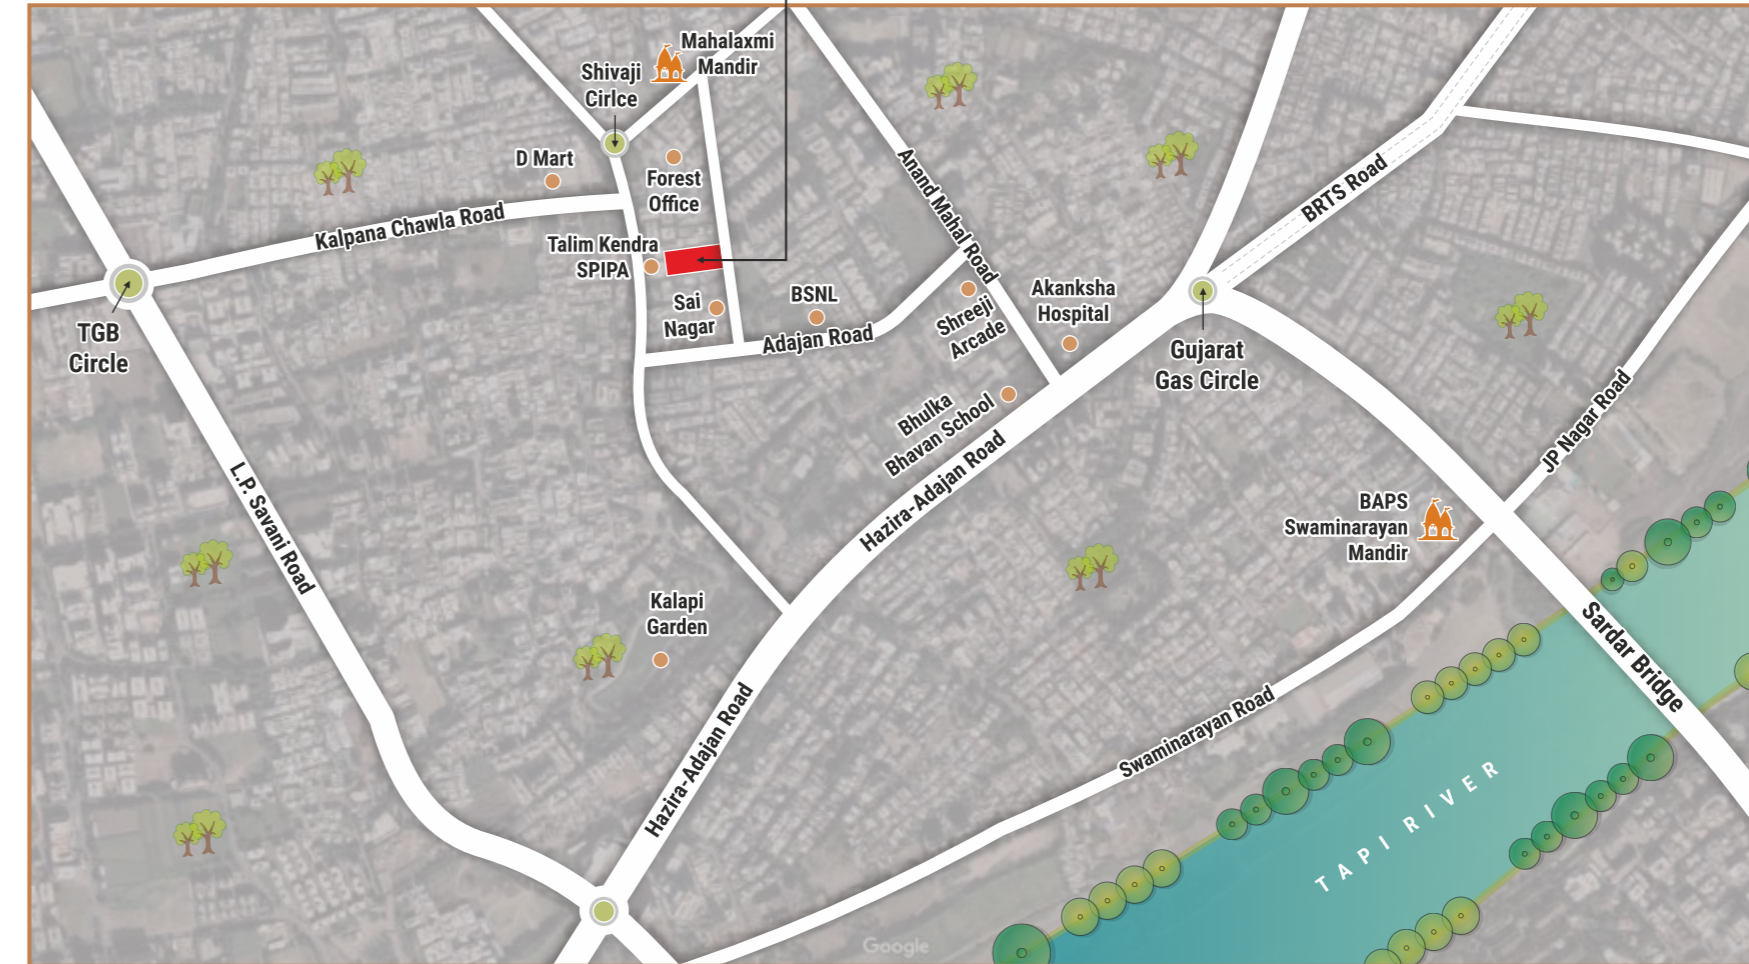 Mahalaxmi
Mandir
Shivaji
Cirlce
D Mart
Forest
Office
Kalpana Chawla Road
Talim Kendra
SPIPA
Sai
Nagar
BSNL
Adajan Road
Anand Mahal Road
Shreeji
Arcade
Akanksha
Hospital
BRTS Road
TGB
Circle
Gujarat
Gas Circle
Bhulka
Bhavan School
Hazira-Adajan Road
JP Nagar Road
L.P. Savani Road
BAPS
Swaminarayan
Mandir
Kalapi
Garden
Sardar Bridge
Hazira-Adajan Road
Swaminarayan Road
TAPI RIVER
Google